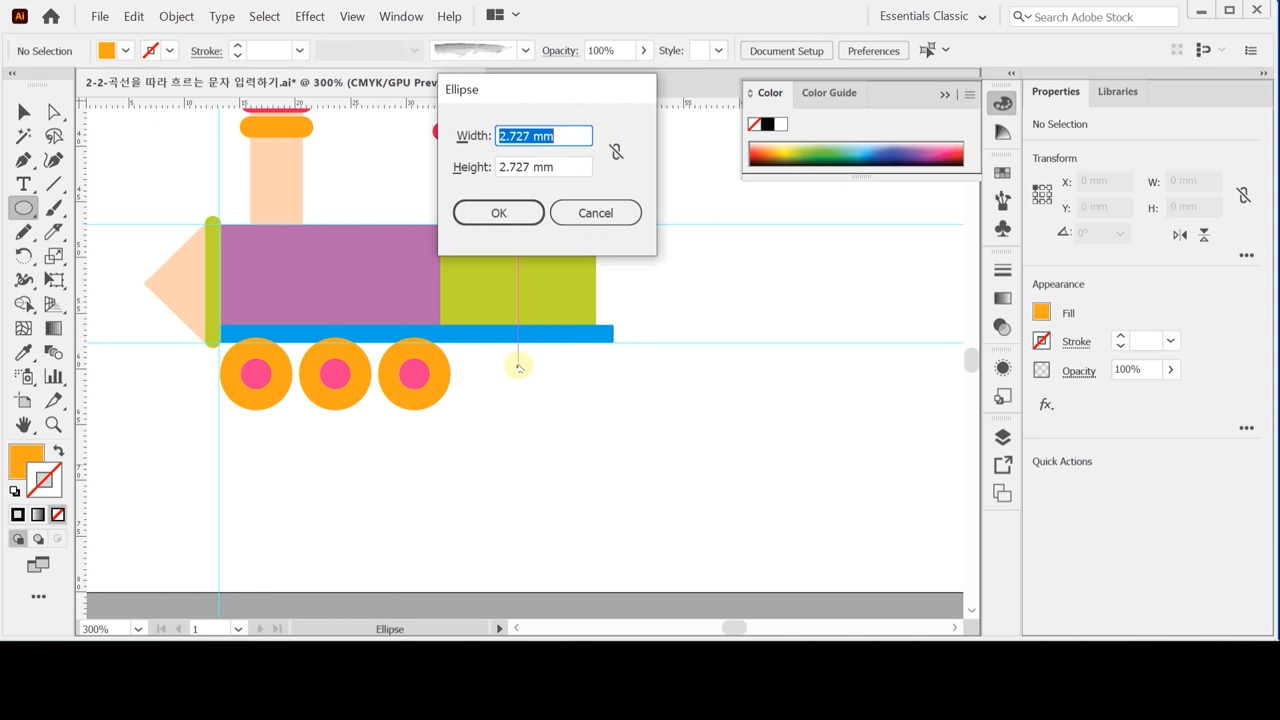 Ai File Edit Object Type Select Effect View Window Help Essentials Classic Search Adobe Stock
No Selection Stroke: Opacity: 100% Style: Document Setup Preferences
2-2-곡선을 따라 흐르는 문자 입력하기.ai* @ 300% (CMYK/GPU Prev
Ellipse
Width: 2.727 mm
Height: 2.727 mm
OK Cancel
Color Color Guide
Properties Libraries
No Selection
Transform
X: 0 mm W: 0 mm
Y: 0 mm H: 0 mm
0°
Appearance
Fill
Stroke
Opacity 100%
fx.
Quick Actions
300% 1 Ellipse